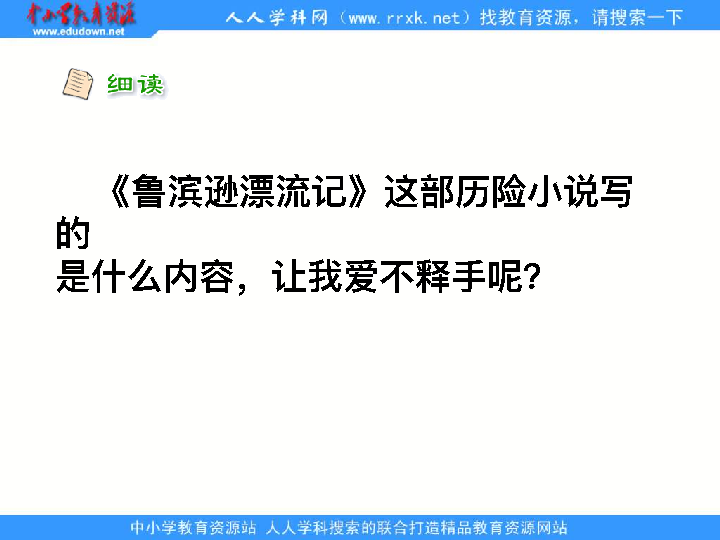 中小学教育资源
www.edudown.net
人人学科网（www.rrxk.net）找教育资源，请搜索一下
细读
《鲁滨逊漂流记》这部历险小说写
的
是什么内容，让我爱不释手呢？
中小学教育资源站 人人学科搜索的联合打造精品教育资源网站